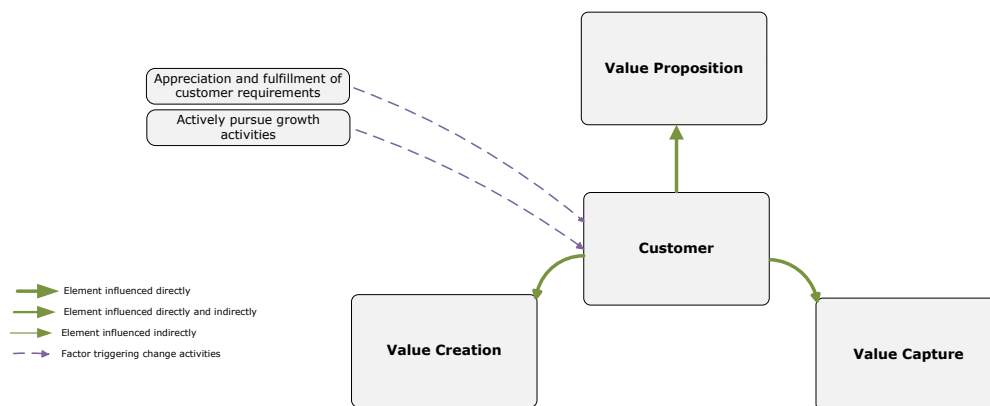 Value Proposition
Appreciation and fulfillment of
customer requirements
Actively pursue growth
activities
Customer
Element influenced directly
Element influenced directly and indirectly
Element influenced indirectly
Factor triggering change activities
Value Creation
Value Capture